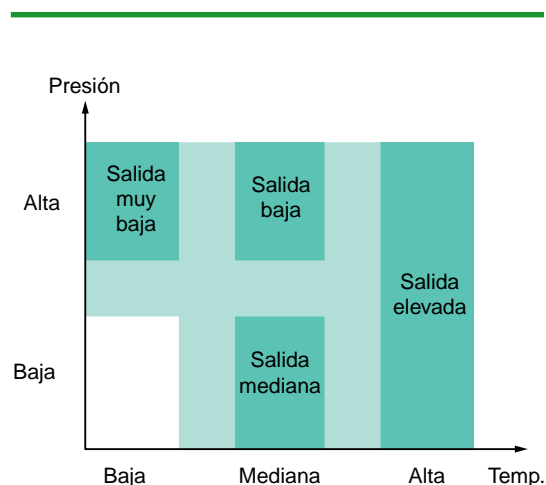 Presión
Alta
Salida
muy
baja
Salida
baja
Salida
elevada
Baja
Salida
mediana
Baja
Mediana
Alta
Temp.